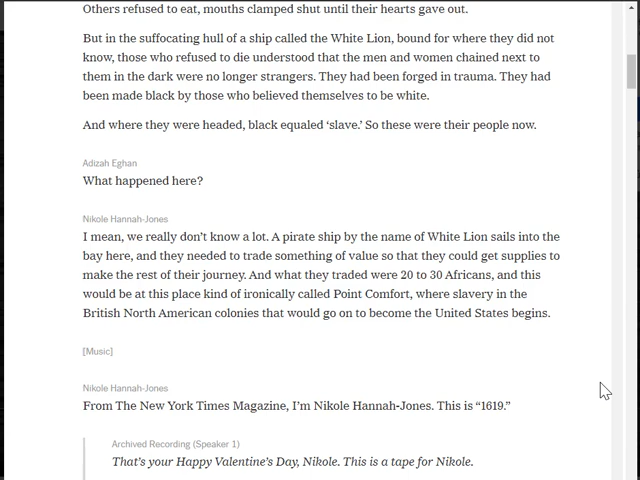 Others refused to eat, mouths clamped shut until their hearts gave out.
But in the suffocating hull of a ship called the White Lion, bound for where they did not
know, those who refused to die understood that the men and women chained next to
them in the dark were no longer strangers. They had been forged in trauma. They had
been made black by those who believed themselves to be white.
And where they were headed, black equaled ‘slave.’ So these were their people now.
Adizah Eghan
What happened here?
Nikole Hannah-Jones
I mean, we really don’t know a lot. A pirate ship by the name of White Lion sails into the
bay here, and they needed to trade something of value so that they could get supplies to
make the rest of their journey. And what they traded were 20 to 30 Africans, and this
would be at this place kind of ironically called Point Comfort, where slavery in the
British North American colonies that would go on to become the United States begins.
[Music]
Nikole Hannah-Jones
From The New York Times Magazine, I’m Nikole Hannah-Jones. This is “1619.”
Archived Recording (Speaker 1)
That’s your Happy Valentine’s Day, Nikole. This is a tape for Nikole.